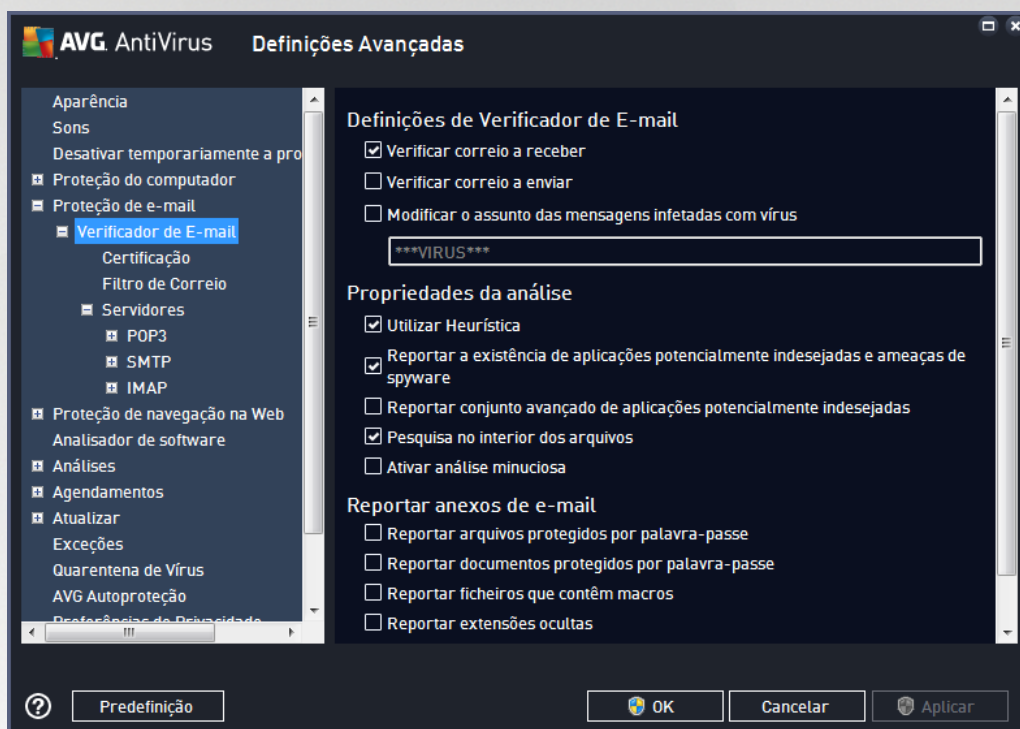 AVG. AntiVirus
Definições Avançadas
Aparência
Sons
Desativar temporariamente a pro
Proteção do computador
Proteção de e-mail
Verificador de E-mail
Certificação
Filtro de Correio
Servidores
POP3
SMTP
IMAP
Proteção de navegação na Web
Analisador de software
Análises
Agendamentos
Atualizar
Exceções
Quarentena de Vírus
AVG Autoproteção
Preferências de Privacidade
Definições de Verificador de E-mail
Verificar correio a receber
Verificar correio a enviar
Modificar o assunto das mensagens infetadas com vírus
***VIRUS***
Propriedades da análise
Utilizar Heurística
Reportar a existência de aplicações potencialmente indesejadas e ameaças de
spyware
Reportar conjunto avançado de aplicações potencialmente indesejadas
Pesquisa no interior dos arquivos
Ativar análise minuciosa
Reportar anexos de e-mail
Reportar arquivos protegidos por palavra-passe
Reportar documentos protegidos por palavra-passe
Reportar ficheiros que contêm macros
Reportar extensões ocultas
Predefinição
OK
Cancelar
Aplicar